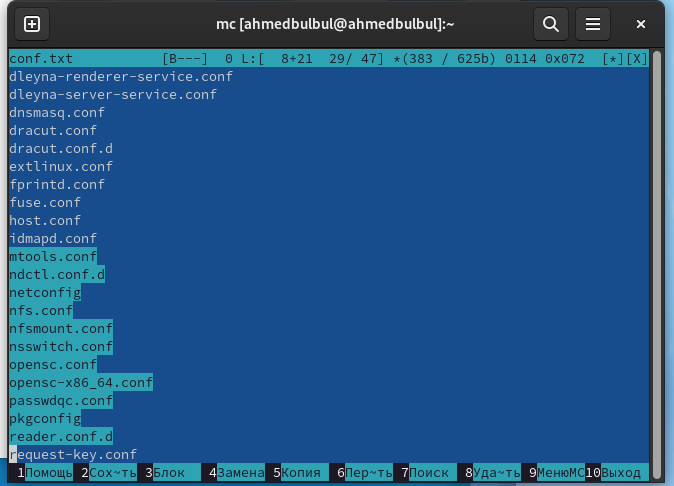 mc [ahmedbulbul@ahmedbulbul]:~
conf.txt [B---] 0 L:[ 8+21 29/ 47] *(383 / 625b) 0114 0x072 [*][X]
dleyna-renderer-service.conf
dleyna-server-service.conf
dnsmasq.conf
dracut.conf
dracut.conf.d
extlinux.conf
fprintd.conf
fuse.conf
host.conf
idmapd.conf
mtools.conf
ndctl.conf.d
netconfig
nfs.conf
nfsmount.conf
nsswitch.conf
opensc.conf
opensc-x86_64.conf
passwdqc.conf
pkgconfig
reader.conf.d
request-key.conf
1Помощь 2Сох~ть 3Блок 4Замена 5Копия 6Пер~ть 7Поиск 8Уда~ть 9МенюMC 10Выход